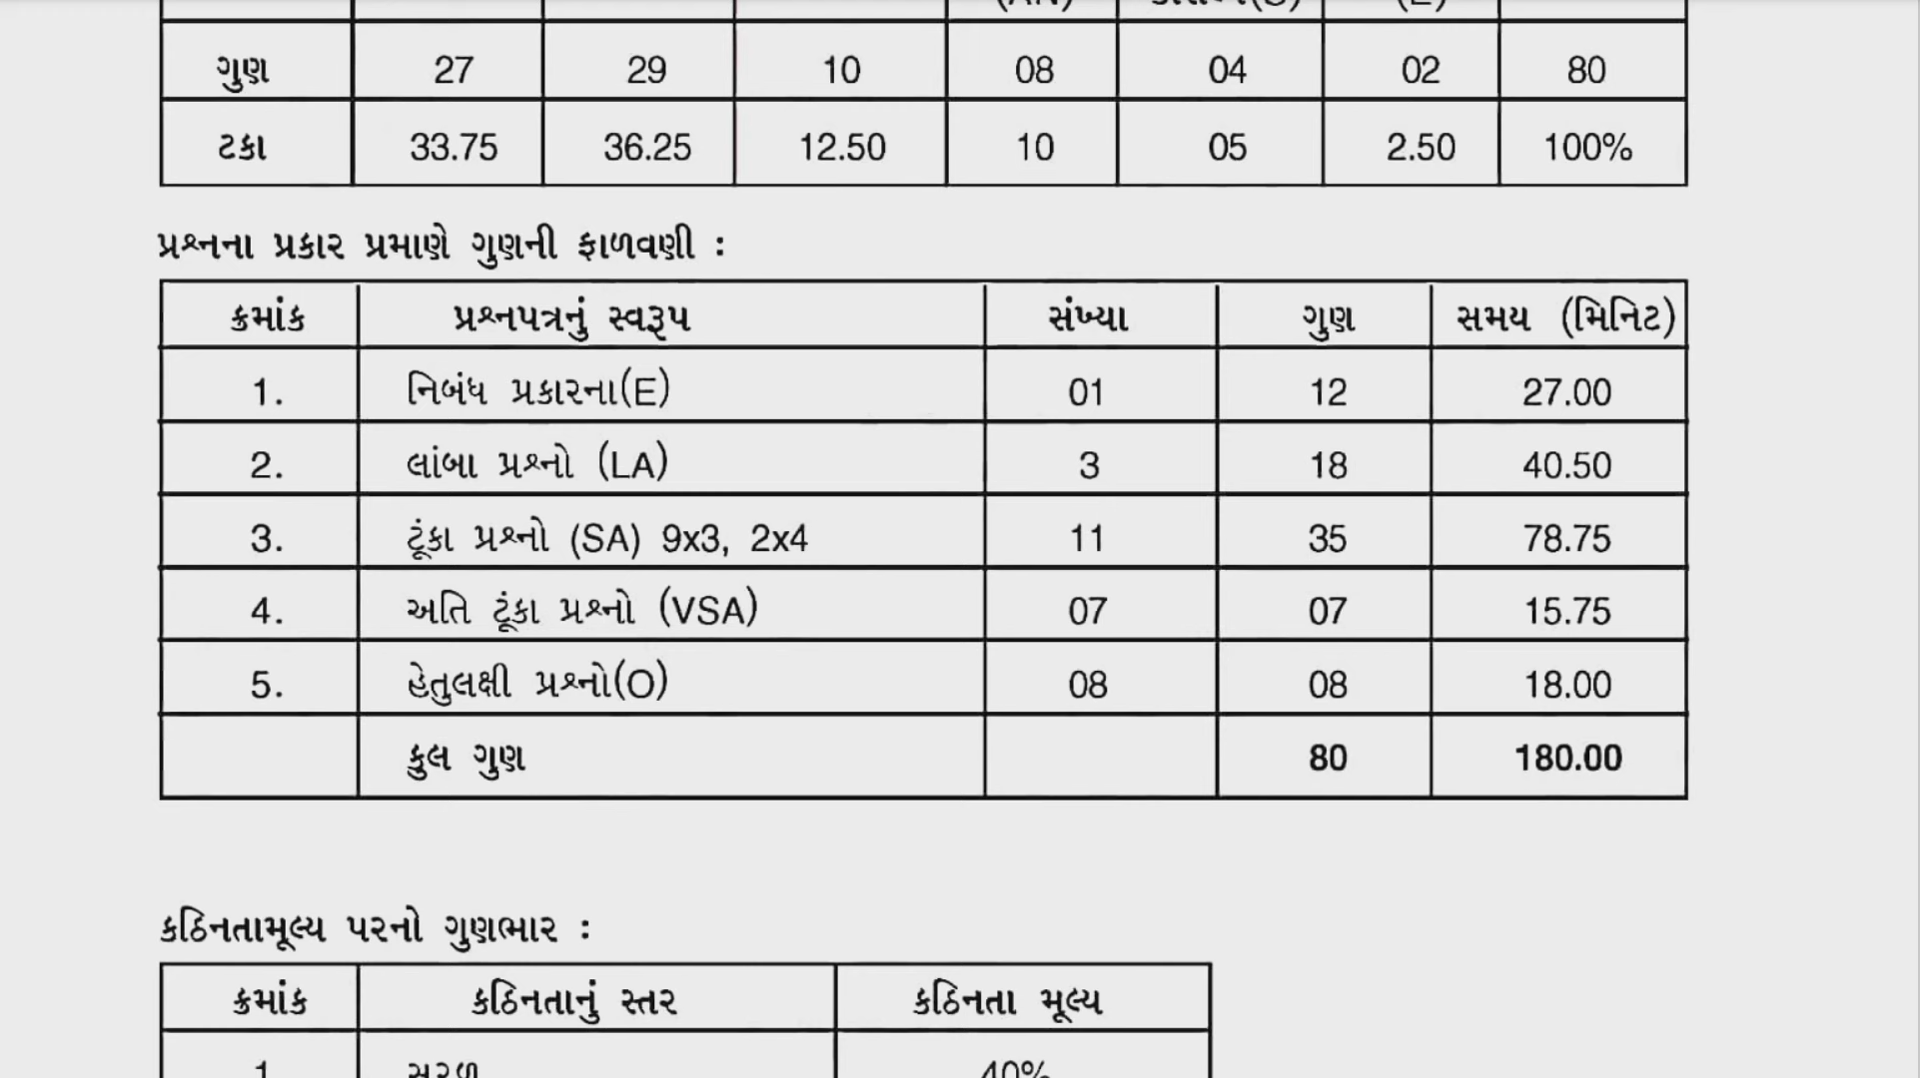 ગુણ 27 29 10 08 04 02 80
ટકા 33.75 36.25 12.50 10 05 2.50 100%
પ્રશ્નના પ્રકાર પ્રમાણે ગુણની ફાળવણી :
ક્રમાંક પ્રશ્નપત્રનું સ્વરૂપ સંખ્યા ગુણ સમય (મિનિટ)
1. નિબંધ પ્રકારના(E) 01 12 27.00
2. લાંબા પ્રશ્નો (LA) 3 18 40.50
3. ટૂંકા પ્રશ્નો (SA) 9x3, 2x4 11 35 78.75
4. અતિ ટૂંકા પ્રશ્નો (VSA) 07 07 15.75
5. હેતુલક્ષી પ્રશ્નો(O) 08 08 18.00
કુલ ગુણ 80 180.00
કઠિનતામૂલ્ય પરનો ગુણભાર :
ક્રમાંક કઠિનતાનું સ્તર કઠિનતા મૂલ્ય
1 સરળ 40%